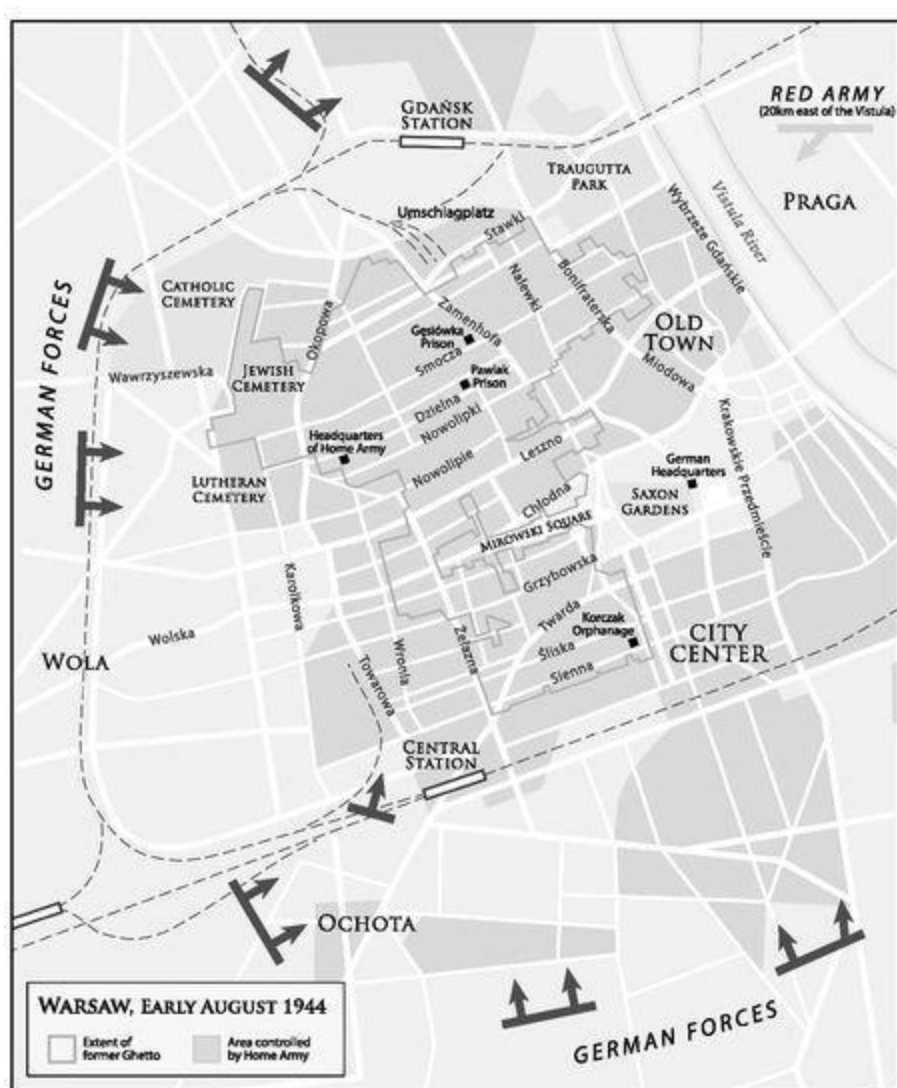 GDAŃSK
STATION
RED ARMY
(20km east of the Vistula)
TRAUGUTTA
PARK
PRAGA
Wybrzeże Gdańskie
Vistula River
Umschlagplatz
Stawki
Nalewki
Bonifraterska
CATHOLIC
CEMETERY
Okopowa
Zamenhofa
OLD
TOWN
GERMAN FORCES
Gęsiówka
Prison
Smocza
Miodowa
Wawrzyszewska
JEWISH
CEMETERY
Pawiak
Prison
Dzielna
Nowolipki
Krakowskie Przedmieście
Headquarters
of Home Army
Nowolipie
Leszno
German
Headquarters
LUTHERAN
CEMETERY
Chłodna
SAXON
GARDENS
MIROWSKI SQUARE
Karolkowa
Grzybowska
Twarda
Korczak
Orphanage
Wolska
WOLA
Towarowa
Wronia
Żelazna
Śliska
Sienna
CITY
CENTER
CENTRAL
STATION
OCHOTA
GERMAN FORCES
WARSAW, EARLY AUGUST 1944
Extent of
former Ghetto
Area controlled
by Home Army